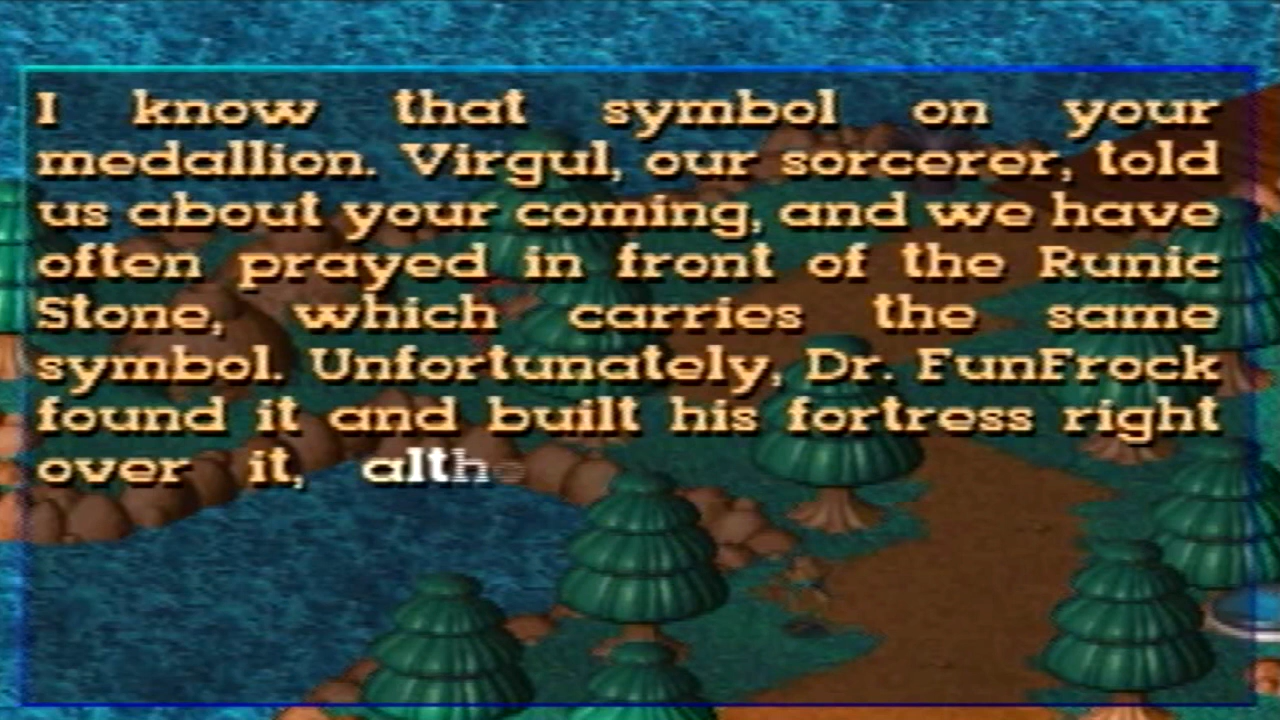 I know that symbol on your
medallion. Virgul, our sorcerer, told
us about your coming, and we have
often prayed in front of the Runic
Stone, which carries the same
symbol. Unfortunately, Dr. FunFrock
found it and built his fortress right
over it, altho